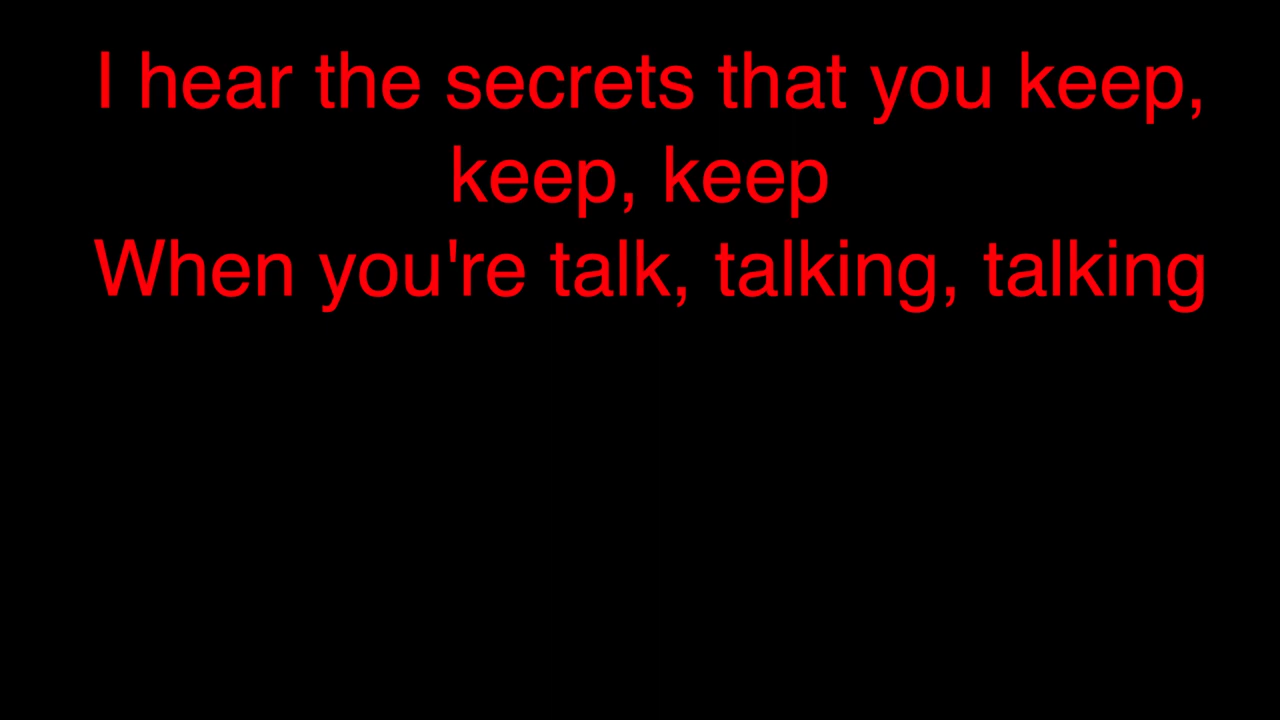 I hear the secrets that you keep,
keep, keep
When you're talk, talking, talking